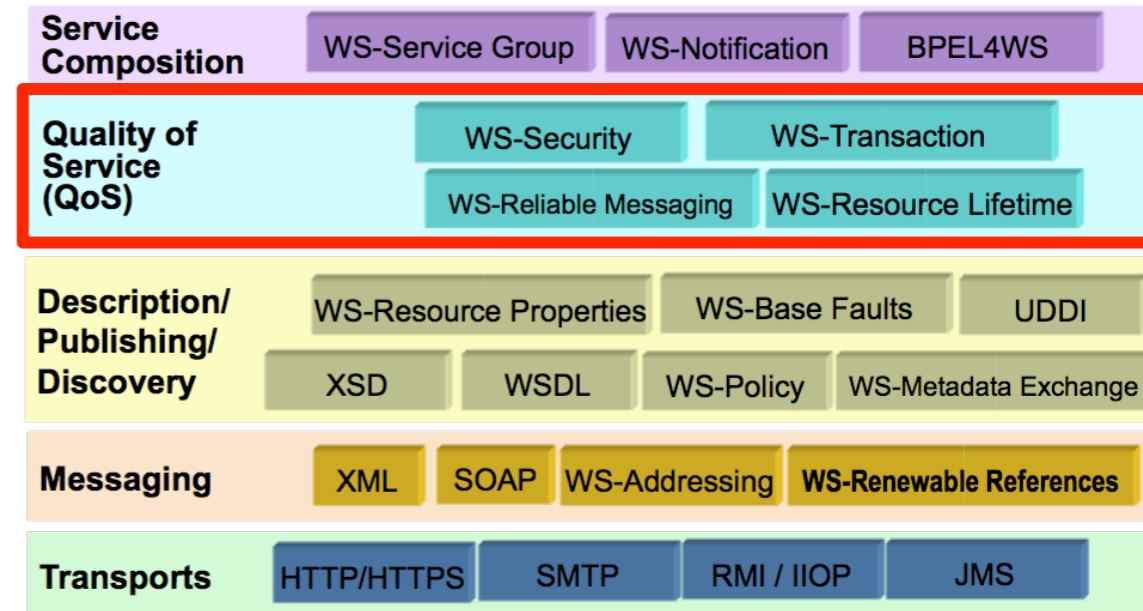 Service
Composition
WS-Service Group
WS-Notification
BPEL4WS
Quality of
Service
(QoS)
WS-Security
WS-Transaction
WS-Reliable Messaging
WS-Resource Lifetime
Description/
Publishing/
Discovery
WS-Resource Properties
WS-Base Faults
UDDI
XSD
WSDL
WS-Policy
WS-Metadata Exchange
Messaging
XML
SOAP
WS-Addressing
WS-Renewable References
Transports
HTTP/HTTPS
SMTP
RMI / IIOP
JMS